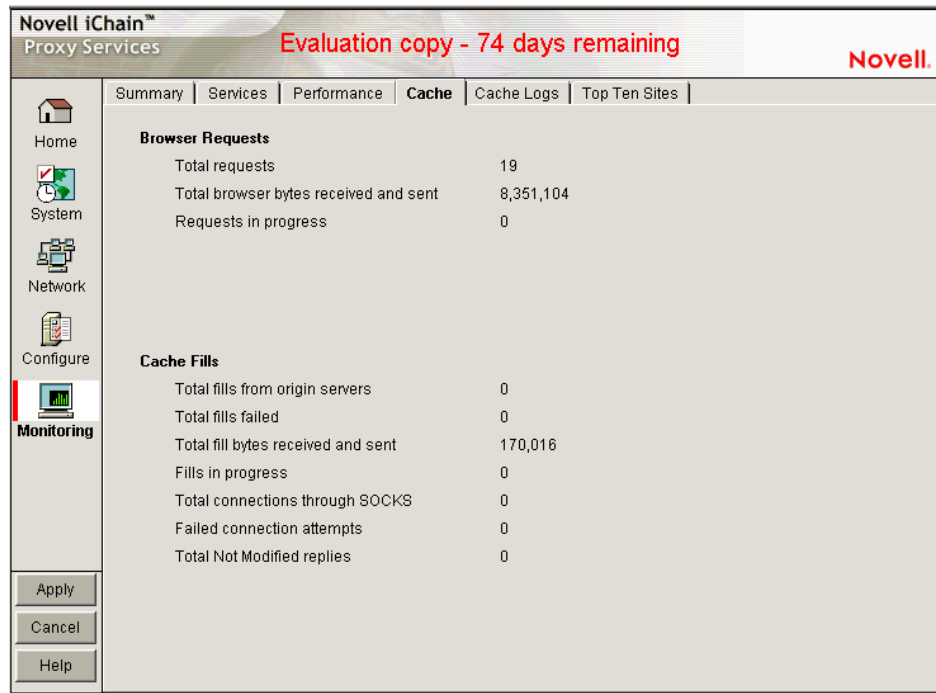 Novell iChain™
Proxy Services
Evaluation copy - 74 days remaining
Novell.
Summary Services Performance Cache Cache Logs Top Ten Sites
Home
System
Network
Configure
Monitoring
Browser Requests
Total requests 19
Total browser bytes received and sent 8,351,104
Requests in progress 0
Cache Fills
Total fills from origin servers 0
Total fills failed 0
Total fill bytes received and sent 170,016
Fills in progress 0
Total connections through SOCKS 0
Failed connection attempts 0
Total Not Modified replies 0
Apply
Cancel
Help